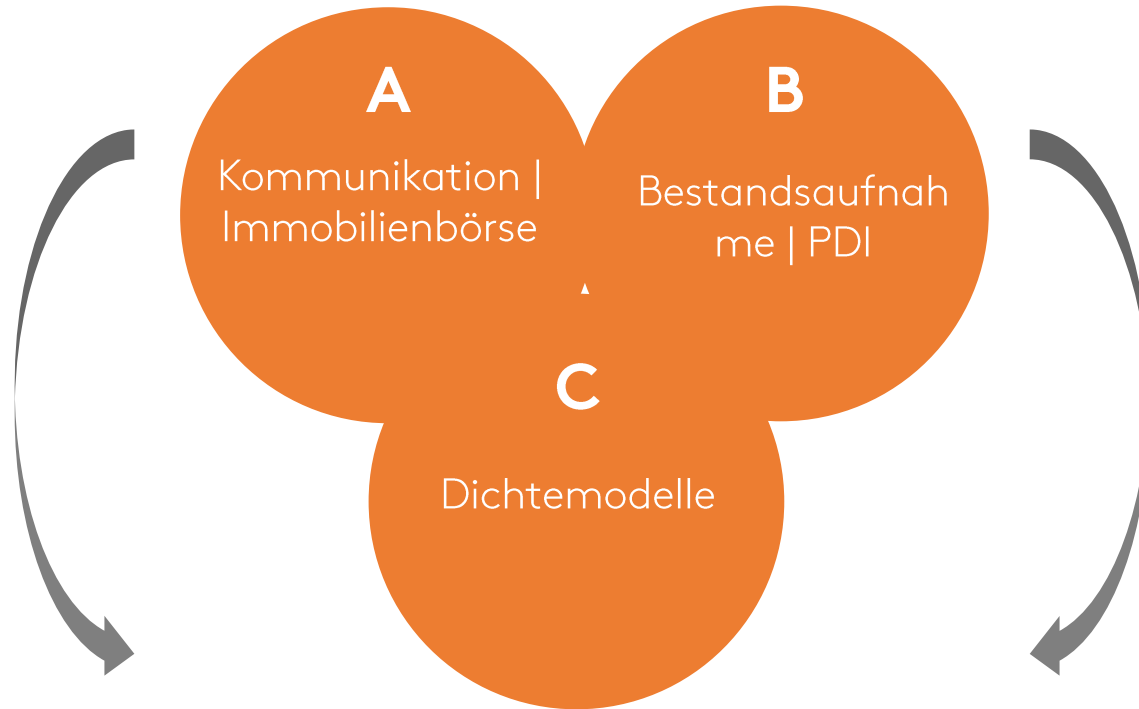 A
Kommunikation |
Immobilienbörse
B
Bestandsaufnah
me | PDI
C
Dichtemodelle